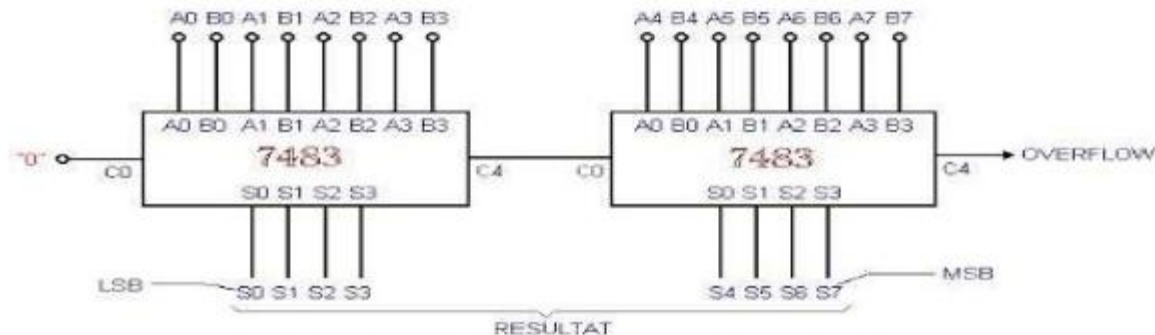 A0 B0 A1 B1 A2 B2 A3 B3 A4 B4 A5 B5 A6 B6 A7 B7
A0 B0 A1 B1 A2 B2 A3 B3 A0 B0 A1 B1 A2 B2 A3 B3
"0" C0 7483 C4 C0 7483 C4 OVERFLOW
S0 S1 S2 S3 S0 S1 S2 S3
LSB S0 S1 S2 S3 S4 S5 S6 S7 MSB
RESULTAT